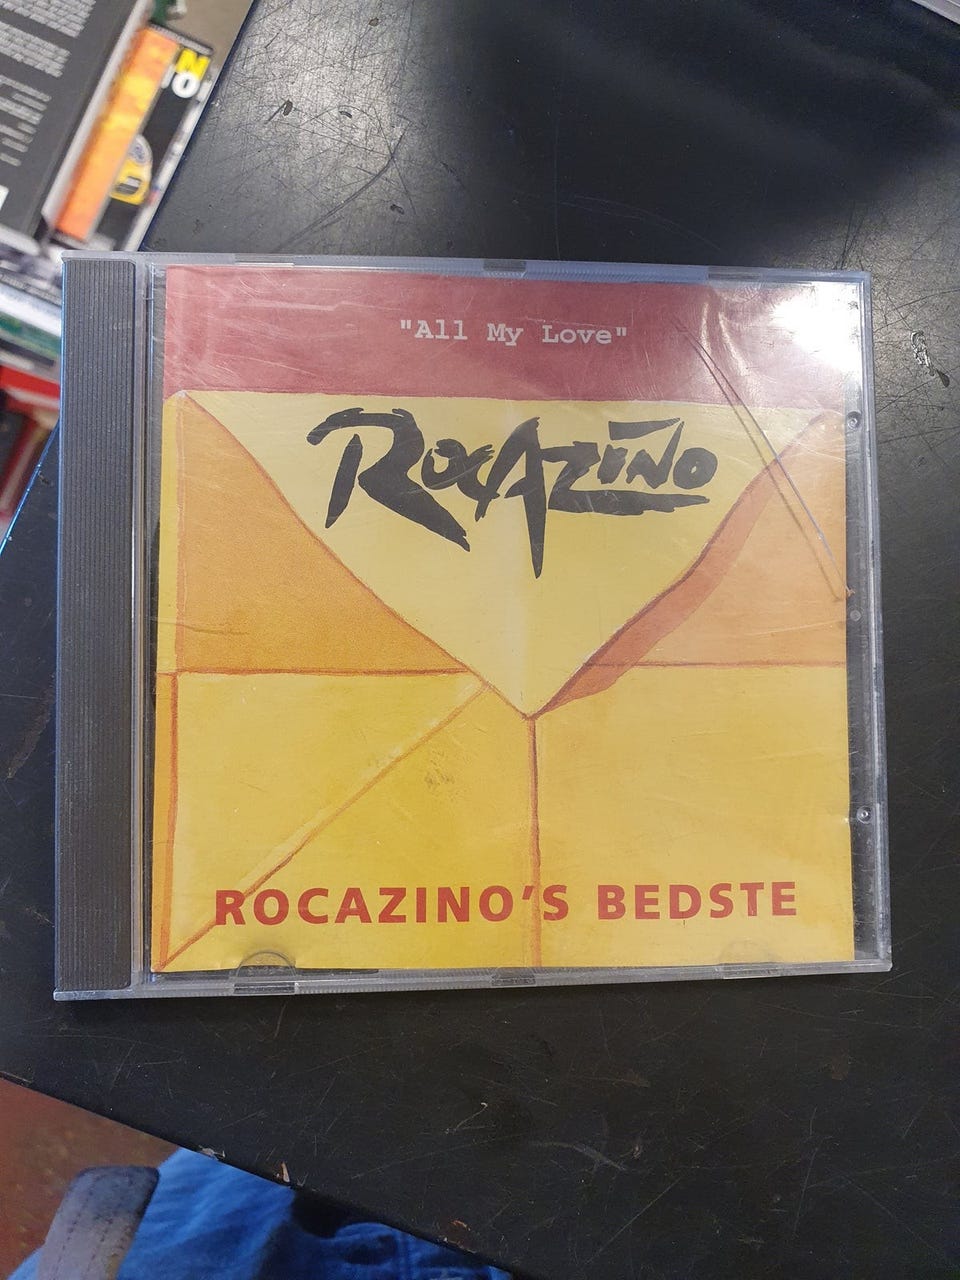 "All My Love"
ROCAZINO
ROCAZINO'S BEDSTE